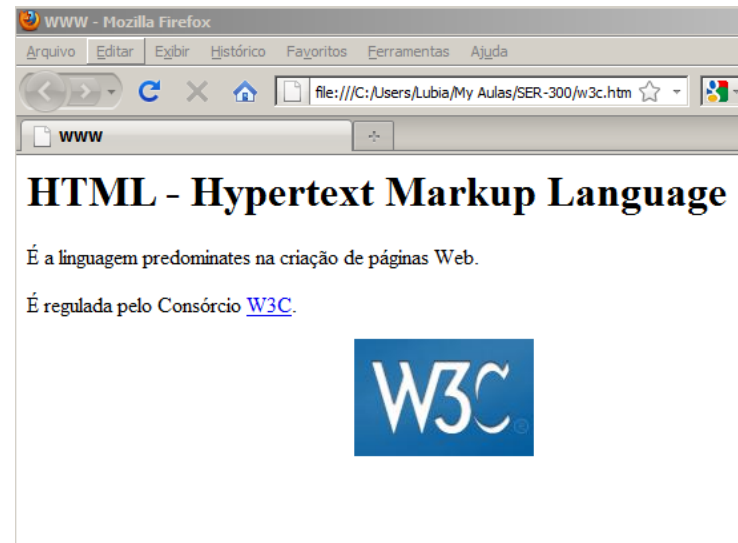 WWW - Mozilla Firefox
Arquivo Editar Exibir Histórico Favoritos Ferramentas Ajuda
file:///C:/Users/Lubia/My Aulas/SER-300/w3c.htm
WWW
HTML - Hypertext Markup Language
É a linguagem predominates na criação de páginas Web.
É regulada pelo Consórcio W3C.
W3C®